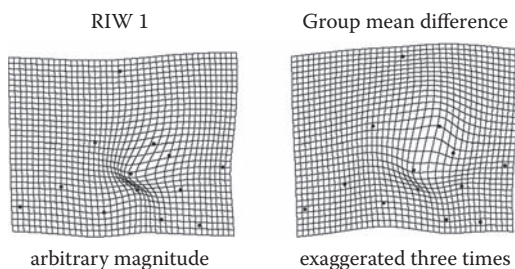 RIW 1
Group mean difference
arbitrary magnitude
exaggerated three times